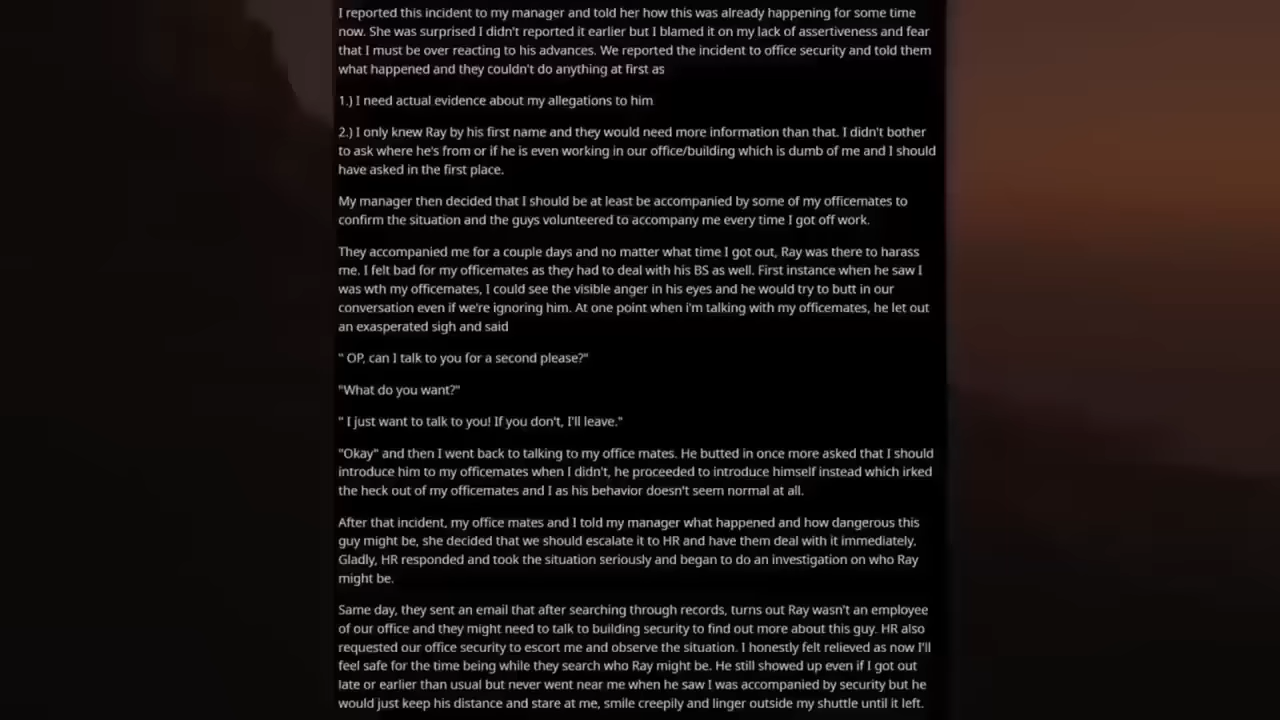 I reported this incident to my manager and told her how this was already happening for some time
now. She was surprised I didn't reported it earlier but I blamed it on my lack of assertiveness and fear
that I must be over reacting to his advances. We reported the incident to office security and told them
what happened and they couldn't do anything at first as
1.) I need actual evidence about my allegations to him
2.) I only knew Ray by his first name and they would need more information than that. I didn't bother
to ask where he's from or if he is even working in our office/building which is dumb of me and I should
have asked in the first place.
My manager then decided that I should be at least be accompanied by some of my officemates to
confirm the situation and the guys volunteered to accompany me every time I got off work.
They accompanied me for a couple days and no matter what time I got out, Ray was there to harass
me. I felt bad for my officemates as they had to deal with his BS as well. First instance when he saw I
was wth my officemates, I could see the visible anger in his eyes and he would try to butt in our
conversation even if we're ignoring him. At one point when i'm talking with my officemates, he let out
an exasperated sigh and said
" OP, can I talk to you for a second please?"
"What do you want?"
" I just want to talk to you! If you don't, I'll leave."
"Okay" and then I went back to talking to my office mates. He butted in once more asked that I should
introduce him to my officemates when I didn't, he proceeded to introduce himself instead which irked
the heck out of my officemates and I as his behavior doesn't seem normal at all.
After that incident, my office mates and I told my manager what happened and how dangerous this
guy might be, she decided that we should escalate it to HR and have them deal with it immediately.
Gladly, HR responded and took the situation seriously and began to do an investigation on who Ray
might be.
Same day, they sent an email that after searching through records, turns out Ray wasn't an employee
of our office and they might need to talk to building security to find out more about this guy. HR also
requested our office security to escort me and observe the situation. I honestly felt relieved as now I'll
feel safe for the time being while they search who Ray might be. He still showed up even if I got out
late or earlier than usual but never went near me when he saw I was accompanied by security but he
would just keep his distance and stare at me, smile creepily and linger outside my shuttle until it left.